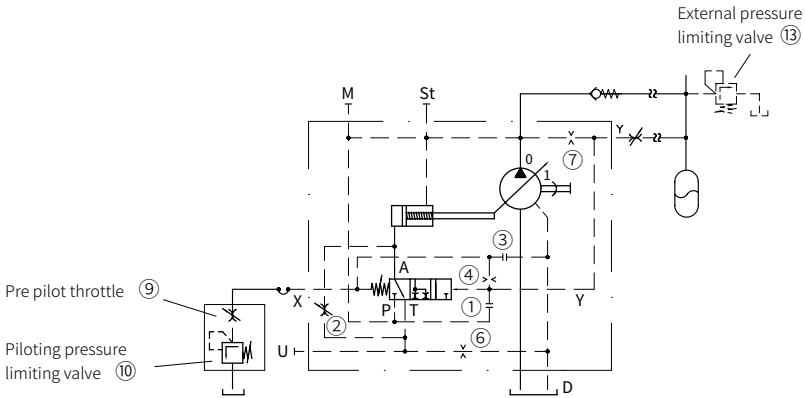 External pressure
limiting valve ⑬
M
St
Y
⑦
0
1
③
A
④
Pre pilot throttle ⑨
X
P
T
①
Y
②
⑥
Piloting pressure
limiting valve ⑩
U
D